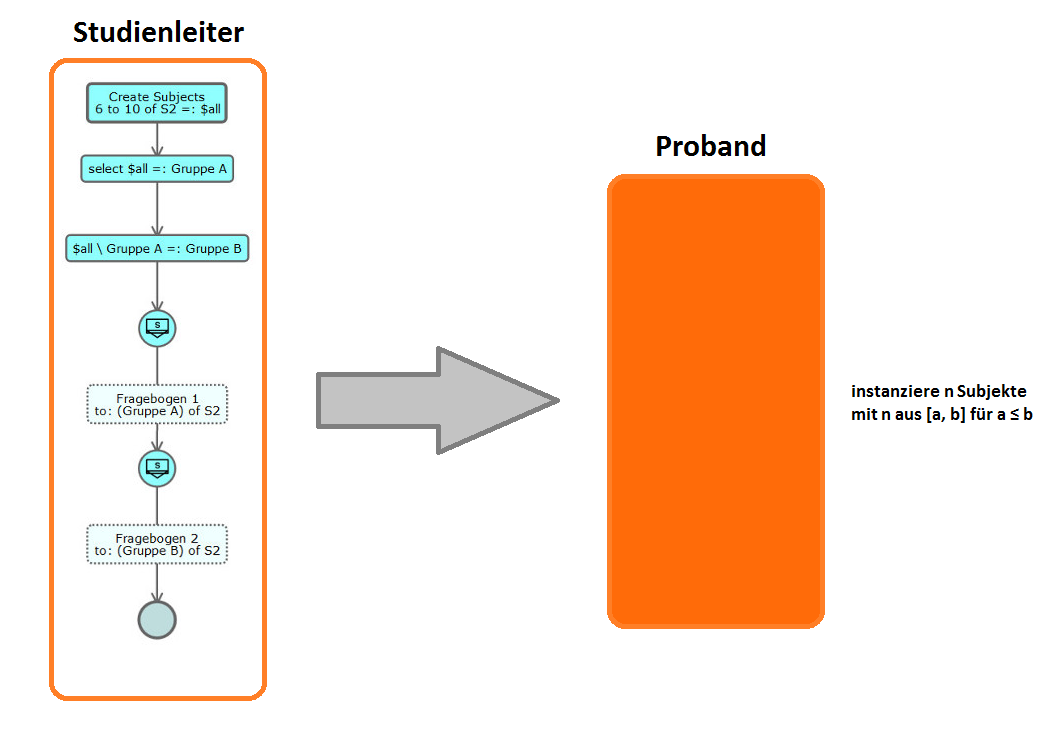 Studienleiter
Create Subjects
6 to 10 of S2 =: $all
select $all =: Gruppe A
$all \ Gruppe A =: Gruppe B
S
Fragebogen 1
to: (Gruppe A) of S2
S
Fragebogen 2
to: (Gruppe B) of S2
Proband
instanziere n Subjekte
mit n aus [a, b] für a ≤ b